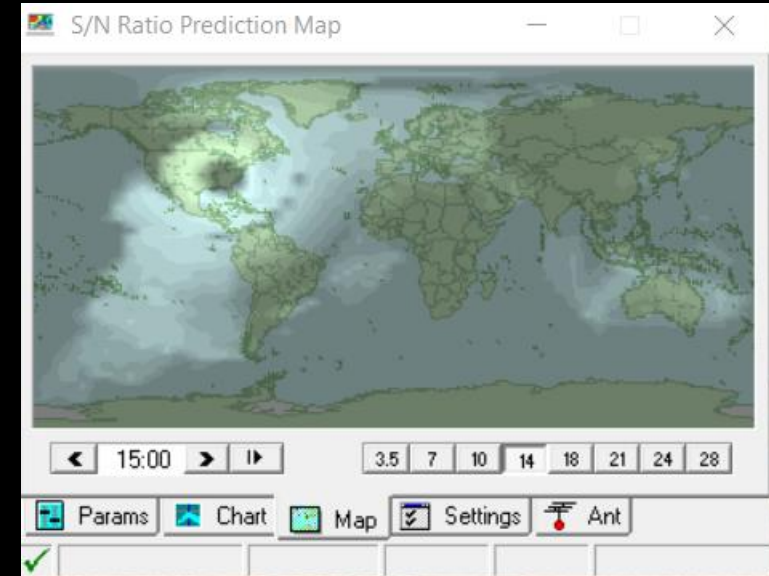 S/N Ratio Prediction Map
15:00 3.5 7 10 14 18 21 24 28
Params Chart Map Settings Ant